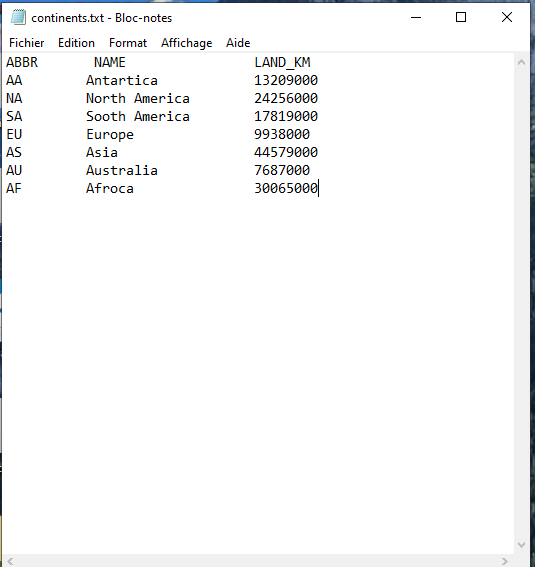 continents.txt - Bloc-notes
Fichier Edition Format Affichage Aide
ABBR NAME LAND_KM
AA Antartica 13209000
NA North America 24256000
SA Sooth America 17819000
EU Europe 9938000
AS Asia 44579000
AU Australia 7687000
AF Afroca 30065000